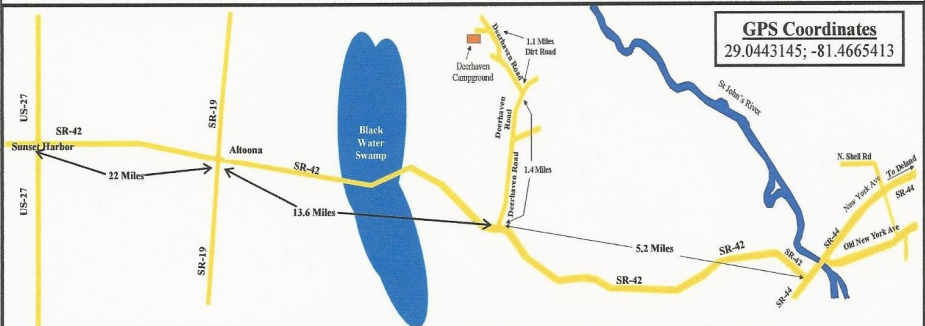 GPS Coordinates
29.0443145; -81.4665413
Deerhaven Road
1.1 Miles
Dirt Road
Deerhaven
Campground
St John's River
US-27
SR-19
SR-42
Sunset Harbor
Altoona
Black
Water
Swamp
Deerhaven
Road
N. Shell Rd
To Deland
SR-44
22 Miles
SR-42
1.4 Miles
Deerhaven Road
New York Ave
US-27
13.6 Miles
Old New York Ave
SR-44
5.2 Miles
SR-42
SR-42
SR-19
SR-42
SR-44